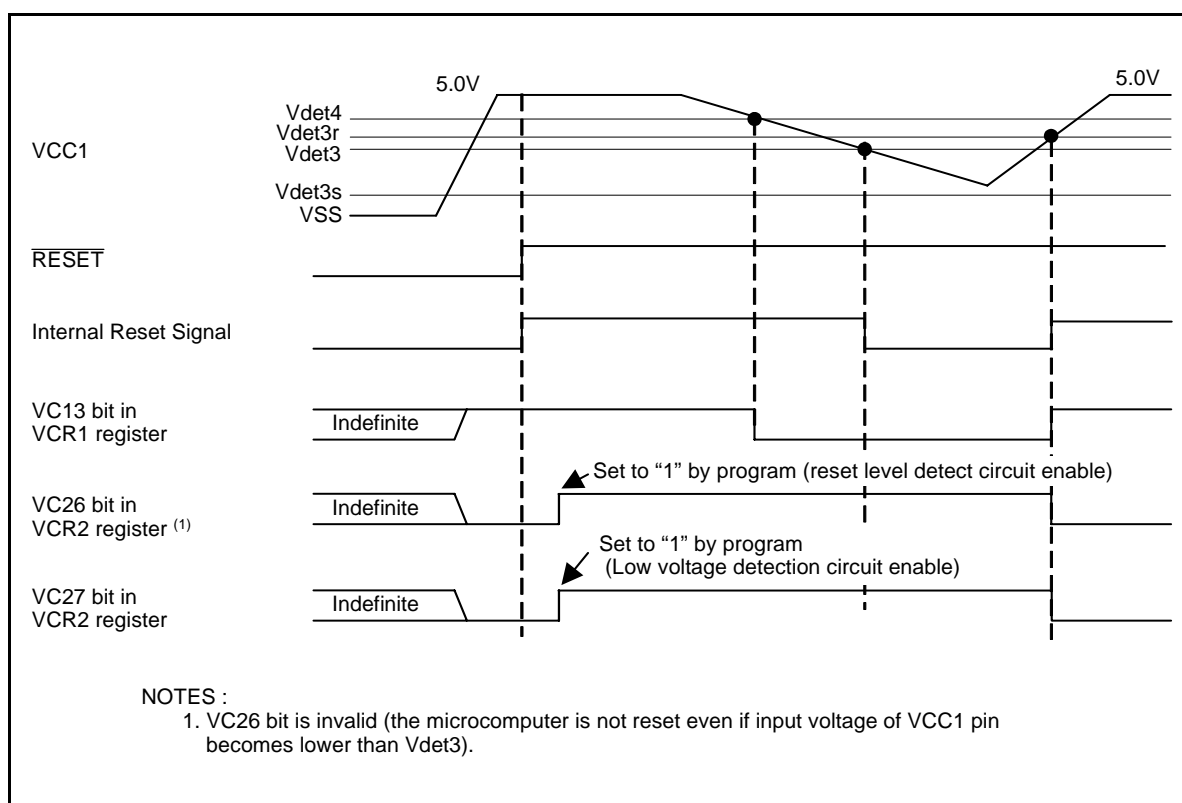 5.0V
5.0V
Vdet4
Vdet3r
Vdet3
VCC1
Vdet3s
VSS
RESET
Internal Reset Signal
VC13 bit in
VCR1 register
Indefinite
Set to “1” by program (reset level detect circuit enable)
VC26 bit in
VCR2 register (1)
Indefinite
Set to “1” by program
(Low voltage detection circuit enable)
VC27 bit in
VCR2 register
Indefinite
NOTES :
1. VC26 bit is invalid (the microcomputer is not reset even if input voltage of VCC1 pin
becomes lower than Vdet3).